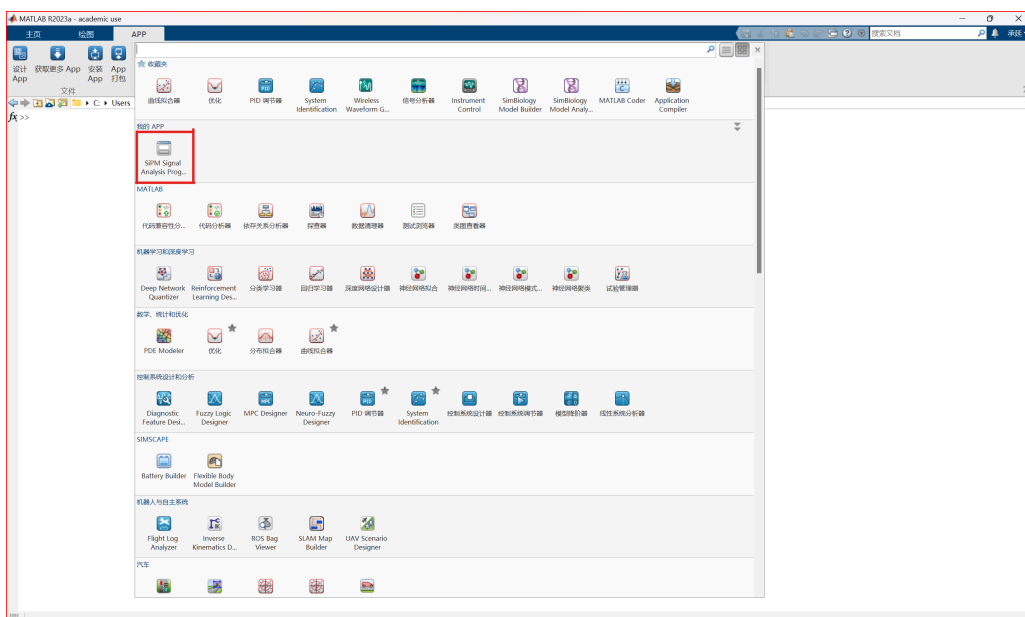 MATLAB R2023a - academic use
主页 绘图 APP
搜索文档
承廷
设计 App
获取更多 App
安装 App
App 打包
文件
C: Users
fx >>
收藏夹
曲线拟合器
优化
PID 调节器
System Identification
Wireless Waveform G...
信号分析器
Instrument Control
SimBiology Model Builder
SimBiology Model Analy...
MATLAB Coder
Application Compiler
我的 APP
SiPM Signal Analysis Prog...
MATLAB
代码兼容性分...
代码分析器
依存关系分析器
探查器
数据清理器
测试浏览器
类图查看器
机器学习和深度学习
Deep Network Quantizer
Reinforcement Learning Des...
分类学习器
回归学习器
深度网络设计器
神经网络拟合
神经网络时间...
神经网络模式...
神经网络聚类
试验管理器
数学、统计和优化
PDE Modeler
优化
分布拟合器
曲线拟合器
控制系统设计和分析
Diagnostic Feature Desi...
Fuzzy Logic Designer
MPC Designer
Neuro-Fuzzy Designer
PID 调节器
System Identification
控制系统设计器
控制系统调节器
模型降阶器
线性系统分析器
SIMSCAPE
Battery Builder
Flexible Body Model Builder
机器人与自主系统
Flight Log Analyzer
Inverse Kinematics D...
ROS Bag Viewer
SLAM Map Builder
UAV Scenario Designer
汽车